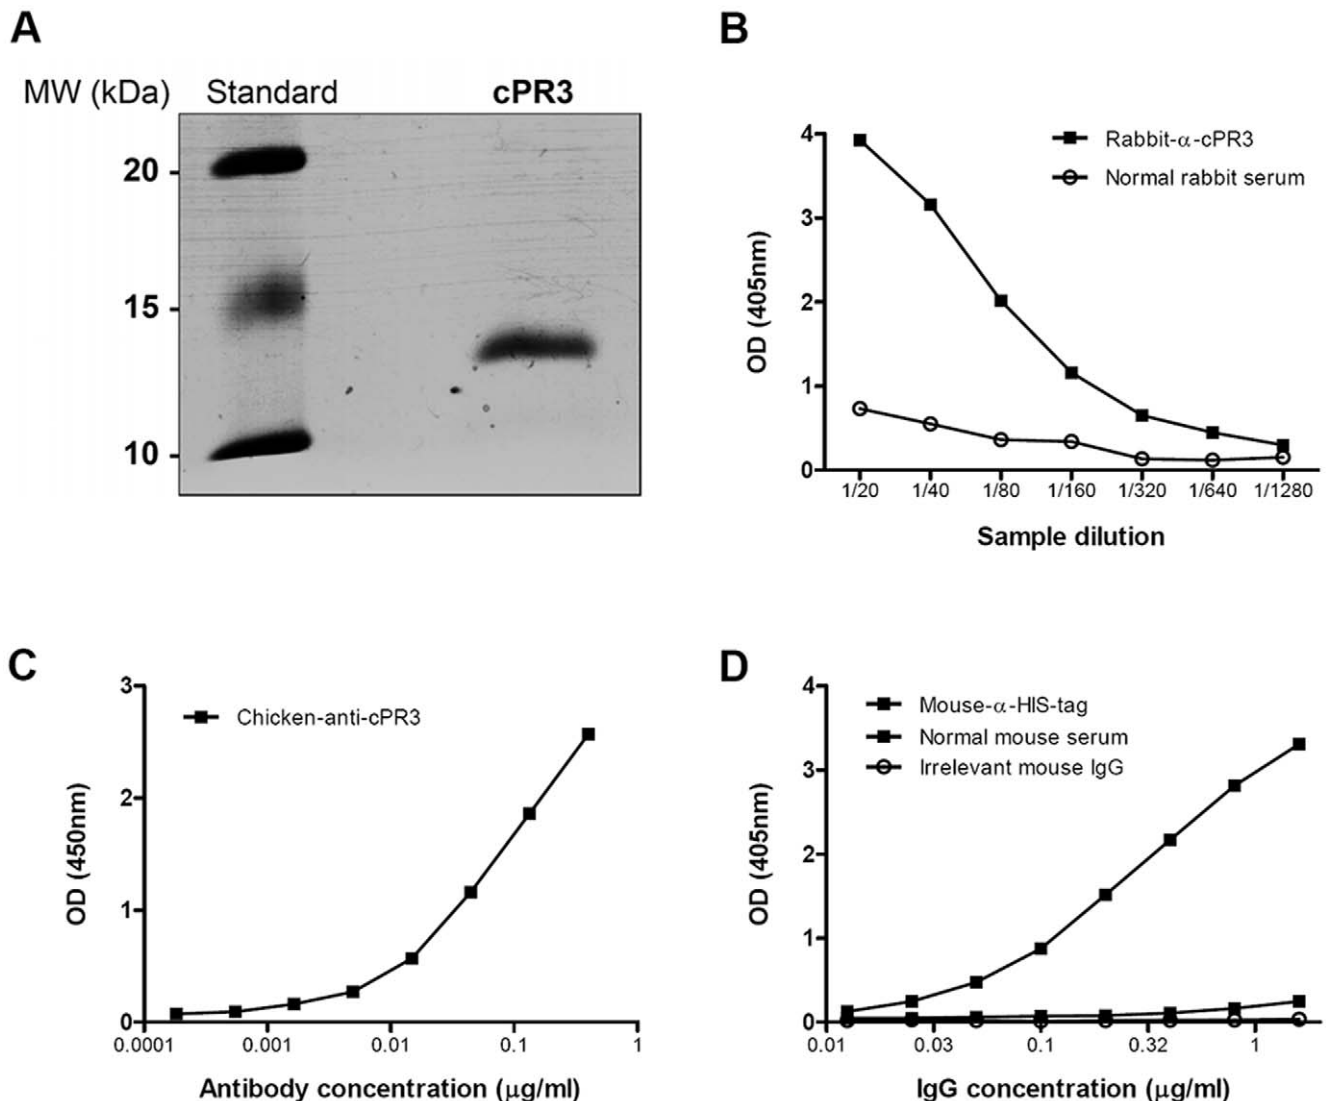 A
MW (kDa) Standard cPR3
20
15
10
B
4
3
2
1
0
OD (405nm)
Rabbit-α-cPR3
Normal rabbit serum
1/20 1/40 1/80 1/160 1/320 1/640 1/1280
Sample dilution
C
3
2
1
0
OD (450nm)
Chicken-anti-cPR3
0.0001 0.001 0.01 0.1 1
Antibody concentration (μg/ml)
D
4
3
2
1
0
OD (405nm)
Mouse-α-HIS-tag
Normal mouse serum
Irrelevant mouse IgG
0.01 0.03 0.1 0.32 1
IgG concentration (μg/ml)